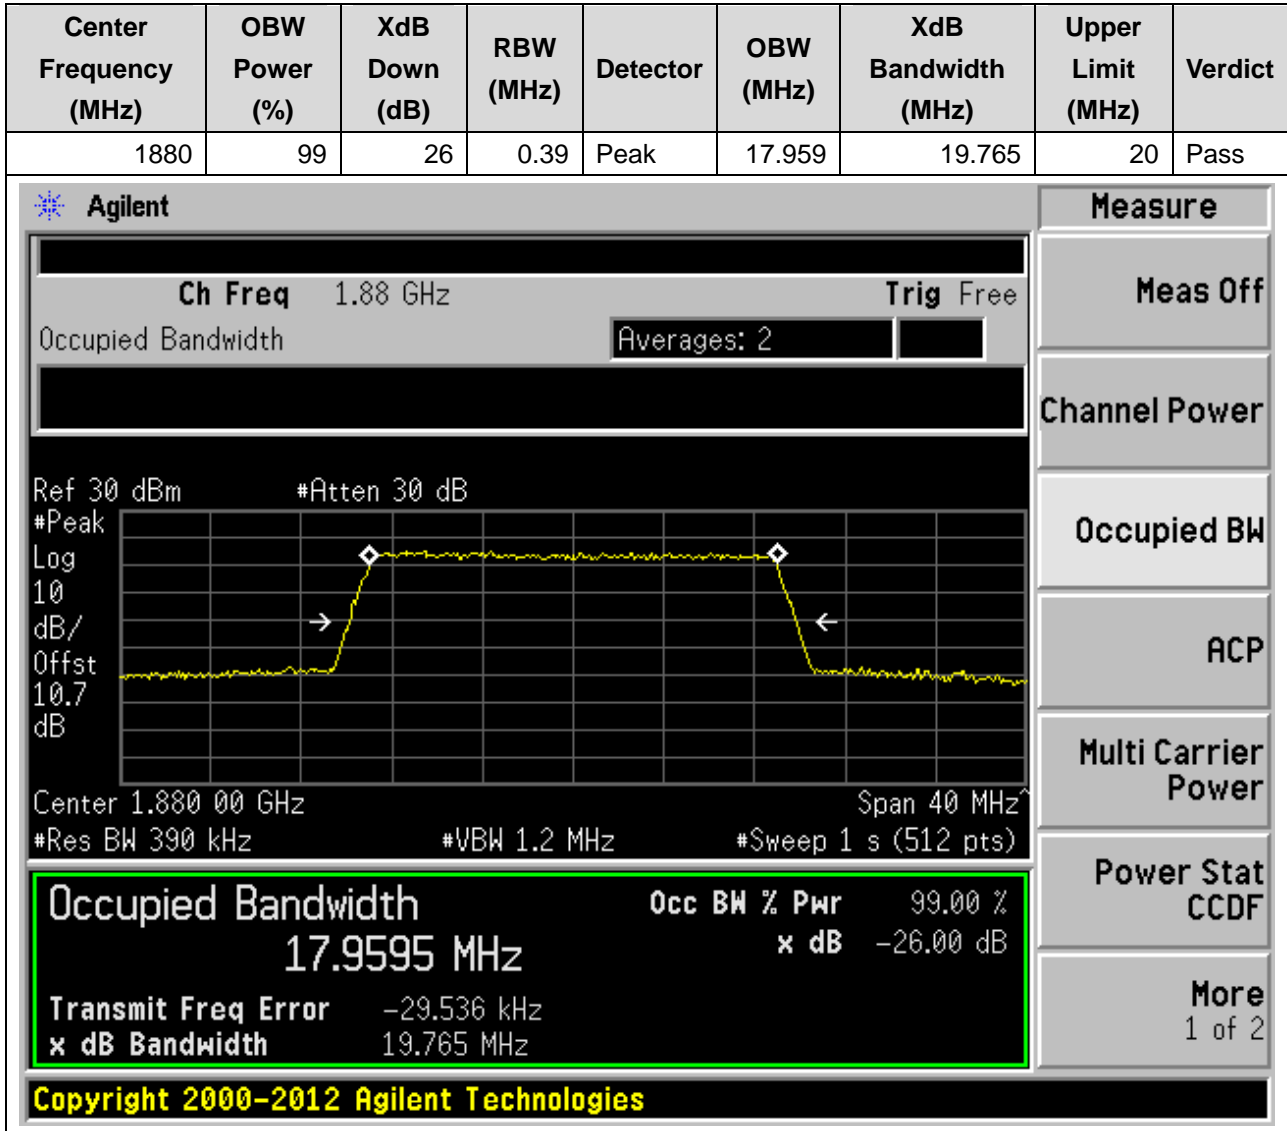 Center Frequency (MHz) OBW Power (%) XdB Down (dB) RBW (MHz) Detector OBW (MHz) XdB Bandwidth (MHz) Upper Limit (MHz) Verdict
1880 99 26 0.39 Peak 17.959 19.765 20 Pass
Agilent
Measure
Ch Freq 1.88 GHz Trig Free
Meas Off
Occupied Bandwidth Averages: 2
Channel Power
Ref 30 dBm #Atten 30 dB
#Peak
Log
10
dB/
Offst
10.7
dB
Occupied BW
ACP
Multi Carrier
Power
Center 1.880 00 GHz Span 40 MHz^
#Res BW 390 kHz #VBW 1.2 MHz #Sweep 1 s (512 pts)
Power Stat
CCDF
Occupied Bandwidth Occ BW % Pwr 99.00 %
17.9595 MHz x dB -26.00 dB
Transmit Freq Error -29.536 kHz
x dB Bandwidth 19.765 MHz
More
1 of 2
Copyright 2000-2012 Agilent Technologies